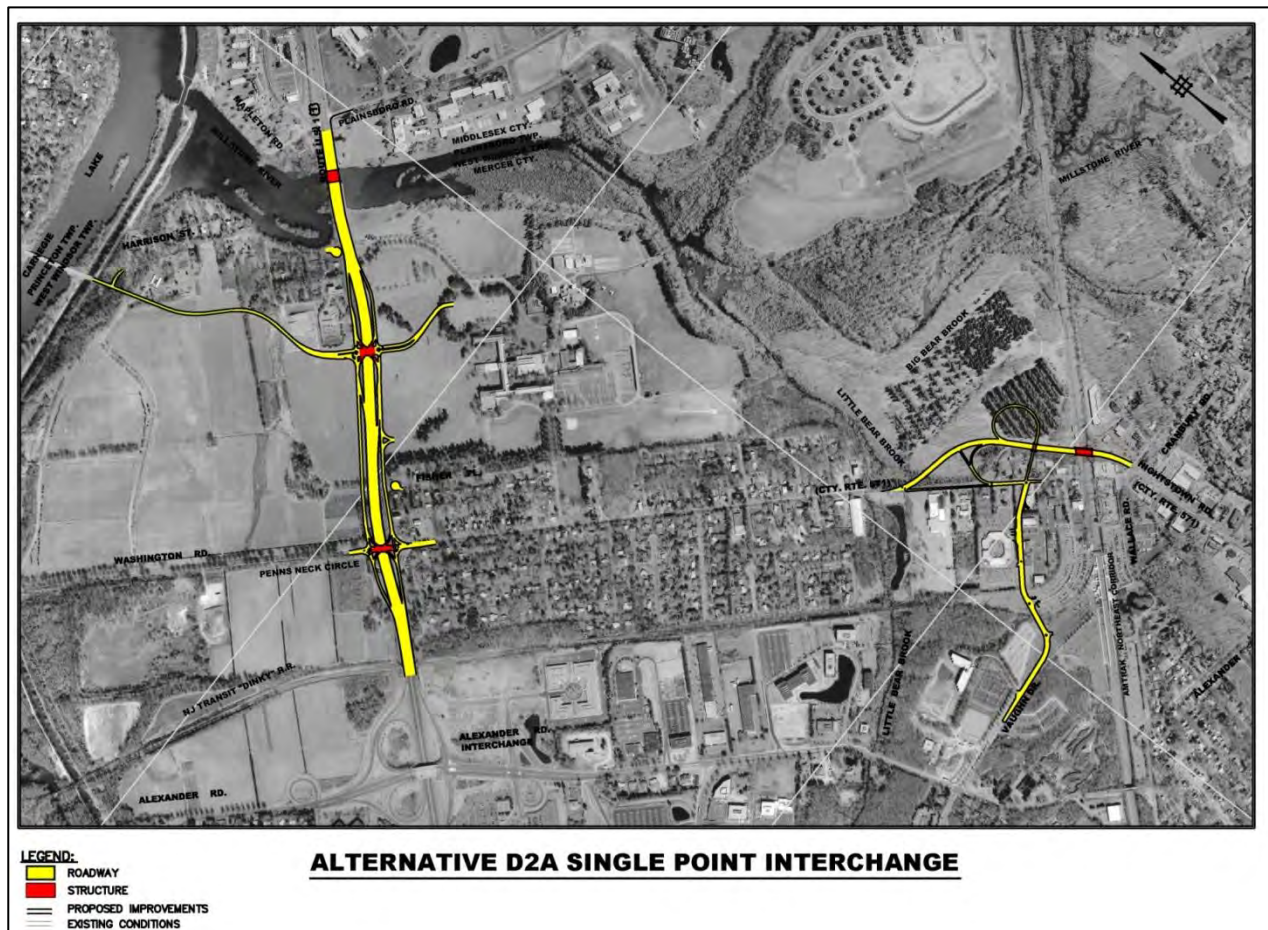 PLAINSBORO RD.
MAPLETON RD.
ROUTE U.S. 1
1
MILLSTONE RIVER
MIDDLESEX CTY.
PLAINSBORO TWP.
WEST WINDSOR TWP.
MERCER CTY.
MILLSTONE RIVER
LAKE
CARNEGIE
PRINCETON TWP.
WEST WINDSOR TWP.
HARRISON ST.
BIG BEAR BROOK
LITTLE BEAR BROOK
CRANBURY RD.
HIGHTSTOWN RD.
(CTY. RTE. 571)
FISHER PL.
(CTY. RTE. 571)
WASHINGTON RD.
PENNS NECK CIRCLE
WALLACE RD.
AMTRAK NORTHEAST CORRIDOR
LITTLE BEAR BROOK
NJ TRANSIT "DINKY" R.R.
VAUGHN DR.
ALEXANDER
ALEXANDER RD.
INTERCHANGE
ALEXANDER RD.
LEGEND:
ROADWAY
STRUCTURE
PROPOSED IMPROVEMENTS
EXISTING CONDITIONS
ALTERNATIVE D2A SINGLE POINT INTERCHANGE